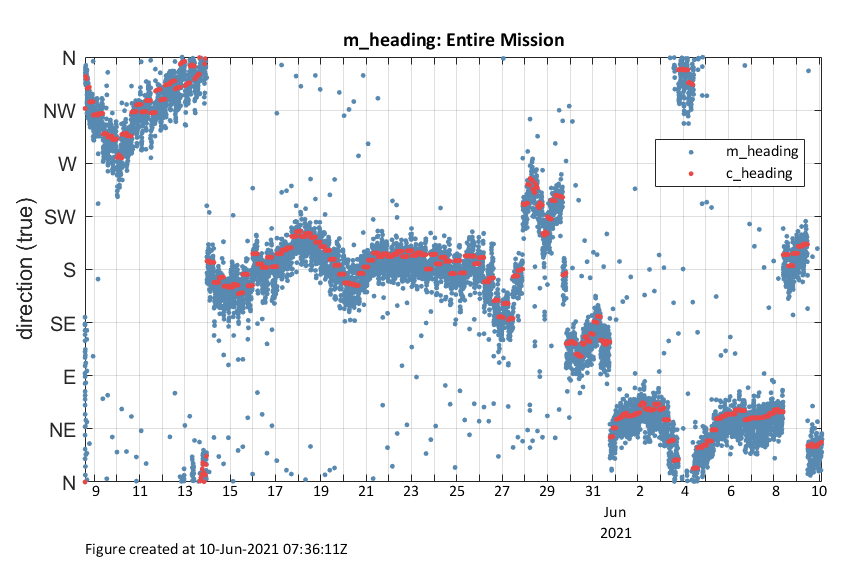 m_heading: Entire Mission
direction (true)
N
NW
W
SW
S
SE
E
NE
N
m_heading
c_heading
9 11 13 15 17 19 21 23 25 27 29 31 2 4 6 8 10
Jun
2021
Figure created at 10-Jun-2021 07:36:11Z